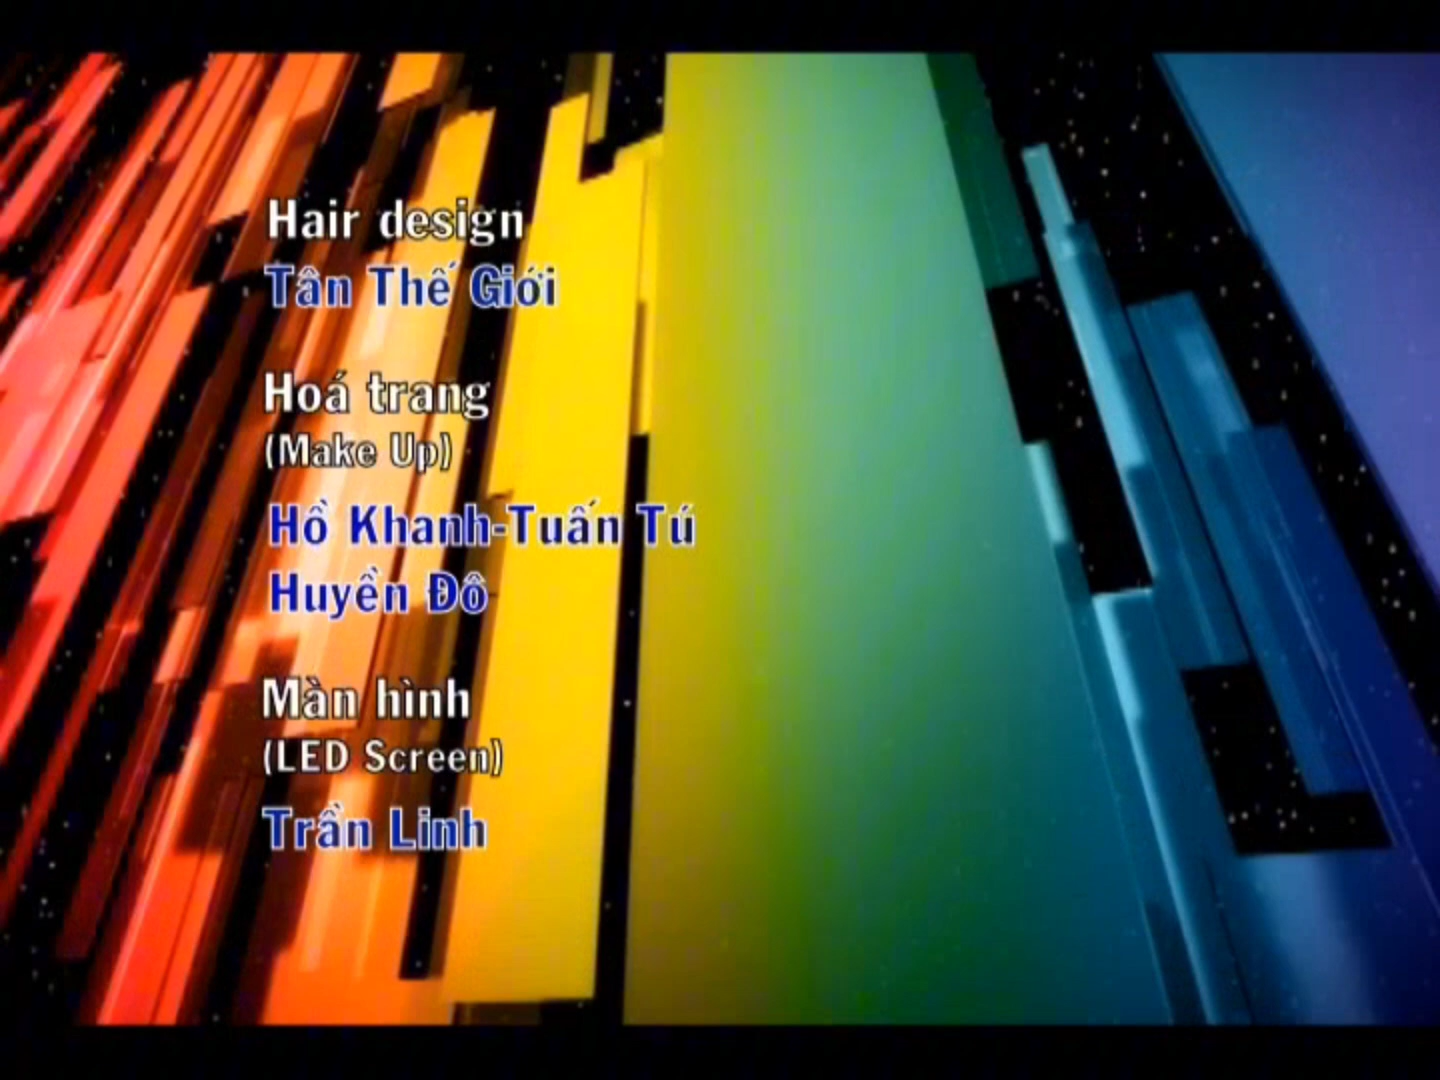 Hair design
Tân Thế Giới
Hoá trang
(Make Up)
Hồ Khanh-Tuấn Tú
Huyền Đô
Màn hình
(LED Screen)
Trần Linh